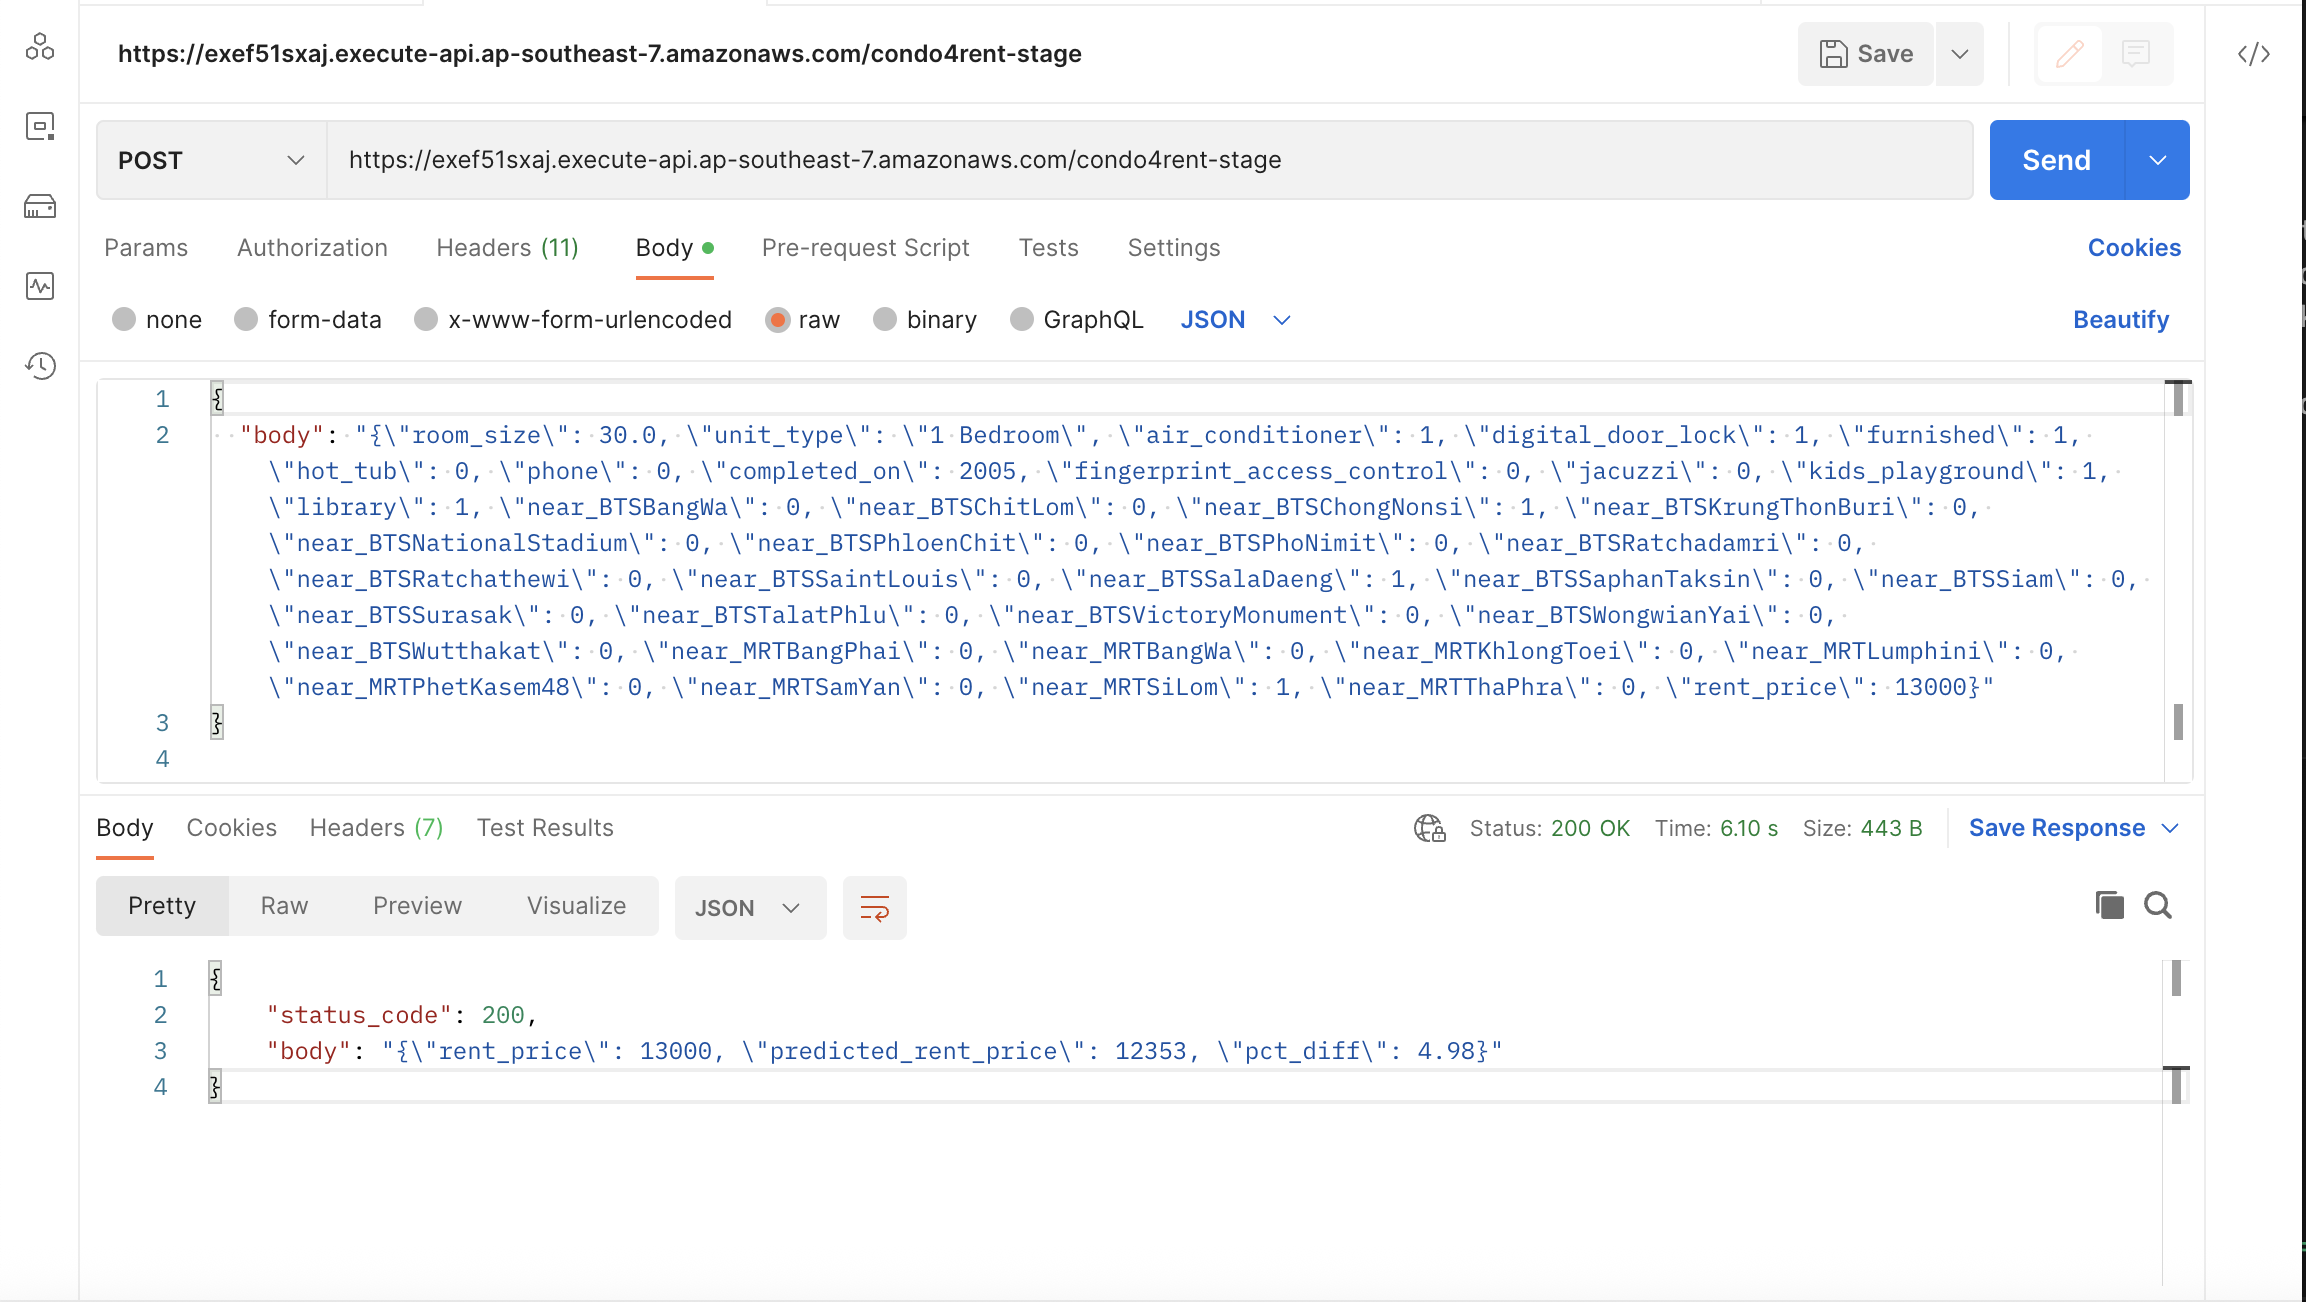 https://exef51sxaj.execute-api.ap-southeast-7.amazonaws.com/condo4rent-stage
Save
POST
https://exef51sxaj.execute-api.ap-southeast-7.amazonaws.com/condo4rent-stage
Send
Params Authorization Headers (11) Body Pre-request Script Tests Settings Cookies
none form-data x-www-form-urlencoded raw binary GraphQL JSON Beautify
1 {
2 "body": "{\"room_size\": 30.0, \"unit_type\": \"1 Bedroom\", \"air_conditioner\": 1, \"digital_door_lock\": 1, \"furnished\": 1,
\"hot_tub\": 0, \"phone\": 0, \"completed_on\": 2005, \"fingerprint_access_control\": 0, \"jacuzzi\": 0, \"kids_playground\": 1,
\"library\": 1, \"near_BTSBangWa\": 0, \"near_BTSChitLom\": 0, \"near_BTSChongNonsi\": 1, \"near_BTSKrungThonBuri\": 0,
\"near_BTSNationalStadium\": 0, \"near_BTSPhloenChit\": 0, \"near_BTSPhoNimit\": 0, \"near_BTSRatchadamri\": 0,
\"near_BTSRatchathewi\": 0, \"near_BTSSaintLouis\": 0, \"near_BTSSalaDaeng\": 1, \"near_BTSSaphanTaksin\": 0, \"near_BTSSiam\": 0,
\"near_BTSSurasak\": 0, \"near_BTSTalatPhlu\": 0, \"near_BTSVictoryMonument\": 0, \"near_BTSWongwianYai\": 0,
\"near_BTSWutthakat\": 0, \"near_MRTBangPhai\": 0, \"near_MRTBangWa\": 0, \"near_MRTKhlongToei\": 0, \"near_MRTLumphini\": 0,
\"near_MRTPhetKasem48\": 0, \"near_MRTSamYan\": 0, \"near_MRTSiLom\": 1, \"near_MRTThaPhra\": 0, \"rent_price\": 13000}"
3 }
4
Body Cookies Headers (7) Test Results Status: 200 OK Time: 6.10 s Size: 443 B Save Response
Pretty Raw Preview Visualize JSON
1 {
2 "status_code": 200,
3 "body": "{\"rent_price\": 13000, \"predicted_rent_price\": 12353, \"pct_diff\": 4.98}"
4 }